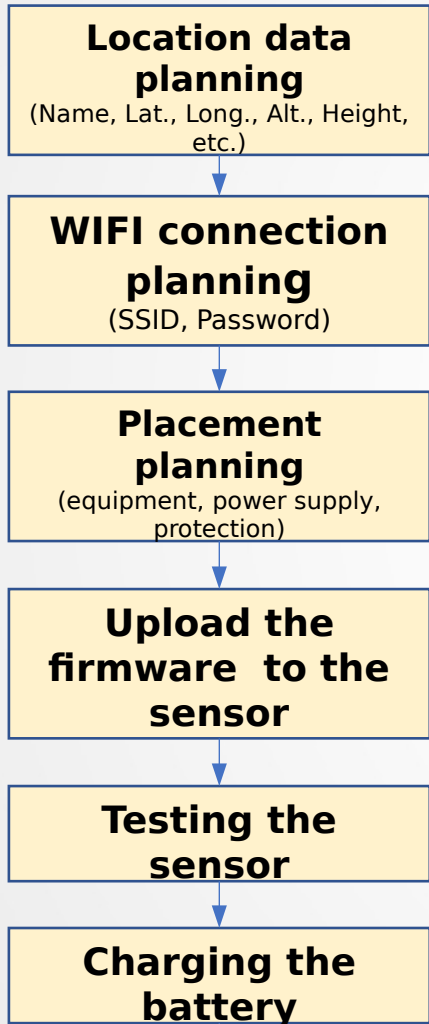 Location data
planning
(Name, Lat., Long., Alt., Height,
etc.)
WIFI connection
planning
(SSID, Password)
Placement
planning
(equipment, power supply,
protection)
Upload the
firmware  to the
sensor
Testing the
sensor
Charging the
battery